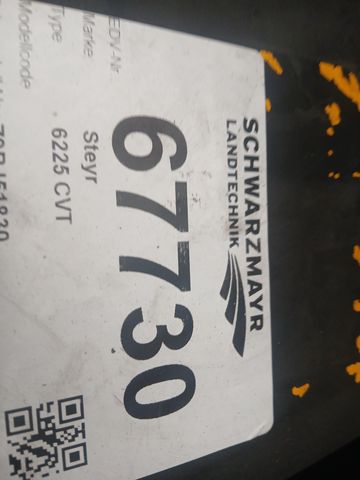 SCHWARZMAYR
LANDTECHNIK
67730
EDV-Nr.
Marke Steyr
Type 6225 CVT
Modellcode